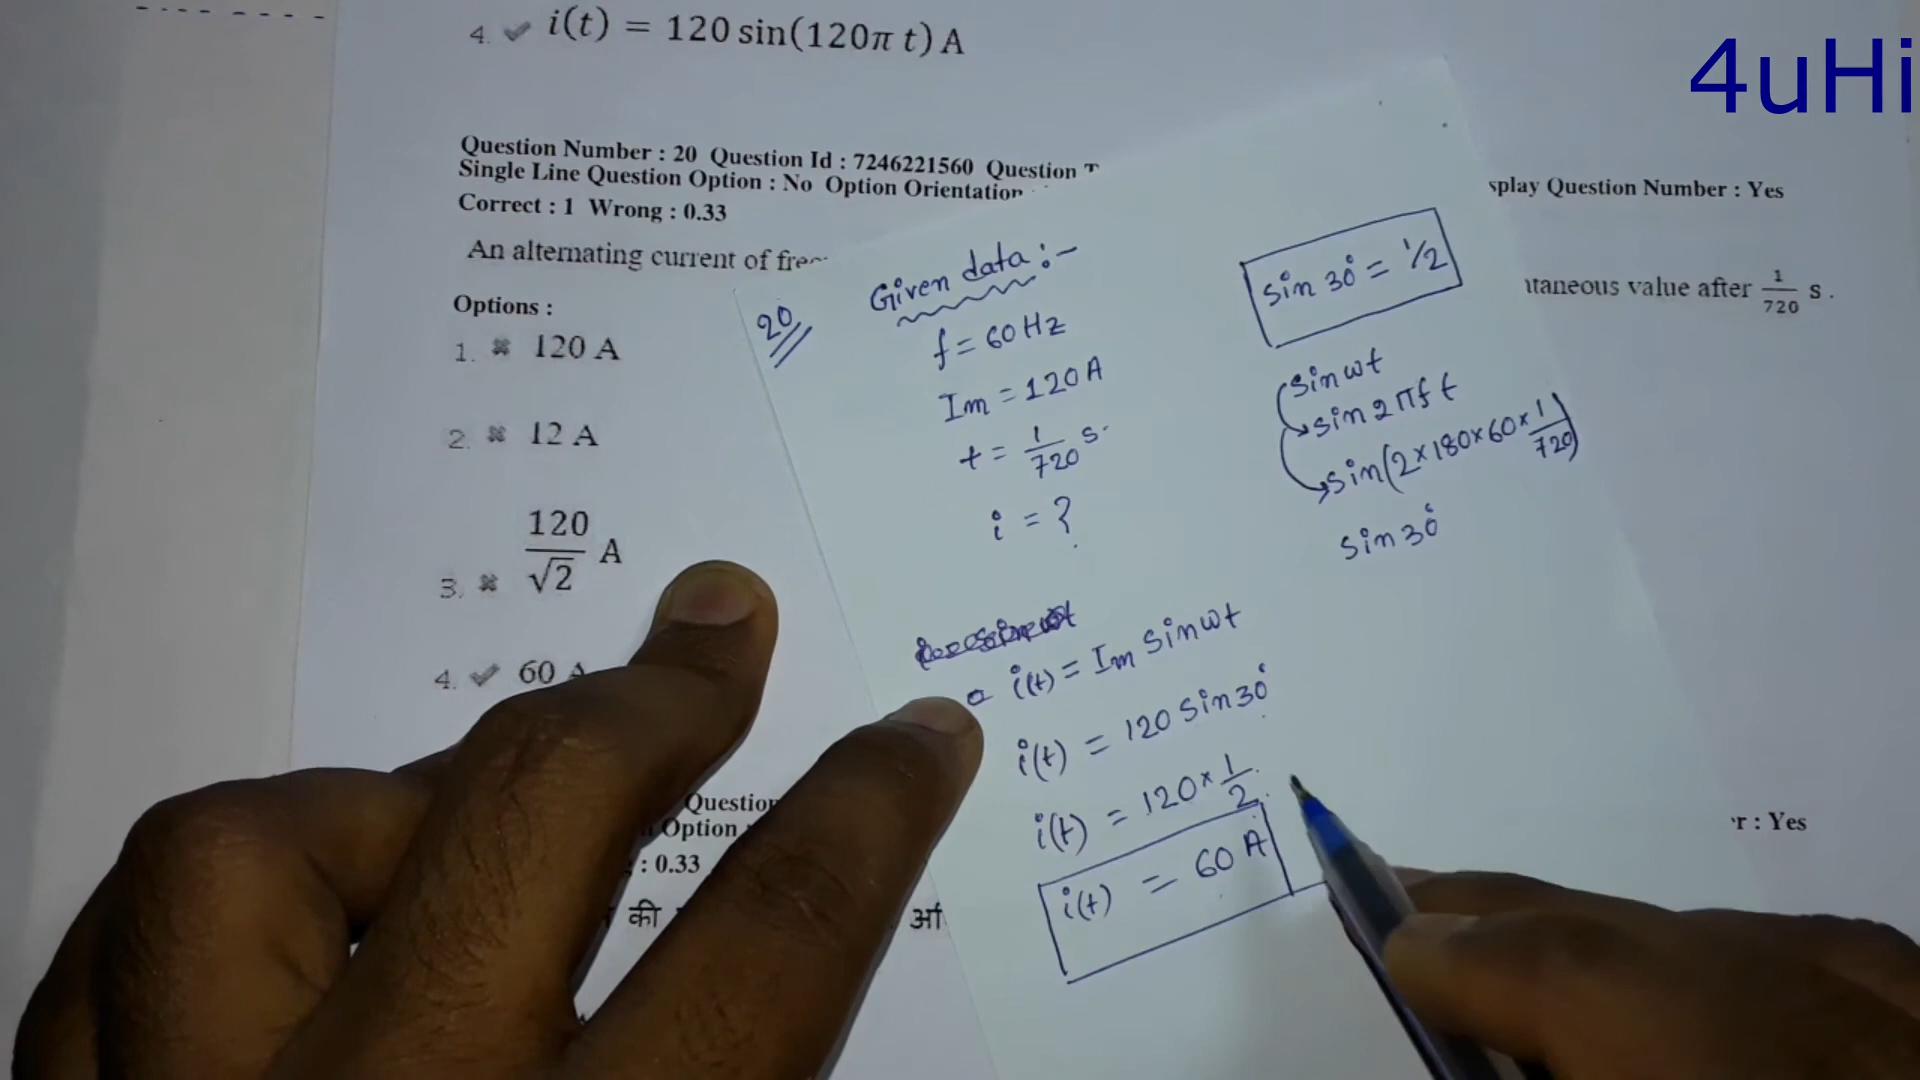 4. i(t) = 120 sin(120π t) A
4uHi
Question Number : 20 Question Id : 7246221560 Question
Single Line Question Option : No Option Orientation
splay Question Number : Yes
Correct : 1 Wrong : 0.33
An alternating current of fre
ntaneous value after 1/720 s .
Options :
1. 120 A
2. 12 A
3. 120/√2 A
4. 60 A
20
Given data :-
f = 60 Hz
Im = 120 A
t = 1/720 s.
i = ?
sin 30° = 1/2
sin ωt
sin 2πf t
sin(2×180×60×1/720)
sin 30°
i(t) = Im sin ωt
i(t) = 120 sin 30°
i(t) = 120 × 1/2
i(t) = 60 A
Question
Option
: 0.33
r : Yes
की